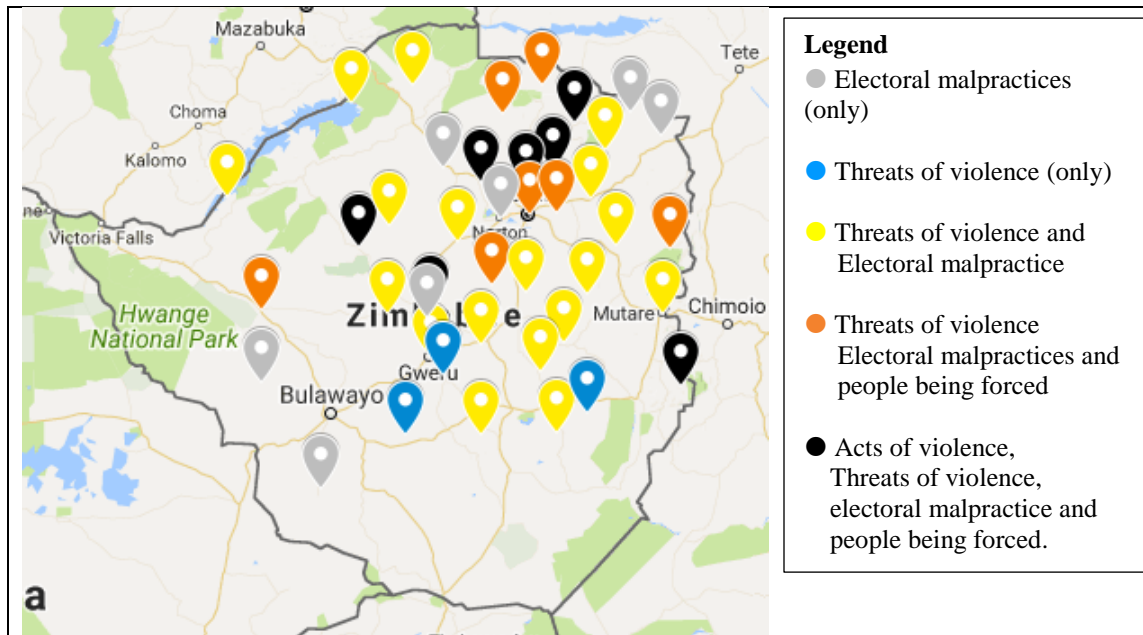 Mazabuka
Tete
Choma
Kalomo
Victoria Falls
Norton
Hwange
National Park
Mutare
Chimoio
Gweru
Bulawayo
a
Legend
Electoral malpractices
(only)
Threats of violence (only)
Threats of violence and
Electoral malpractice
Threats of violence
Electoral malpractices and
people being forced
Acts of violence,
Threats of violence,
electoral malpractice and
people being forced.